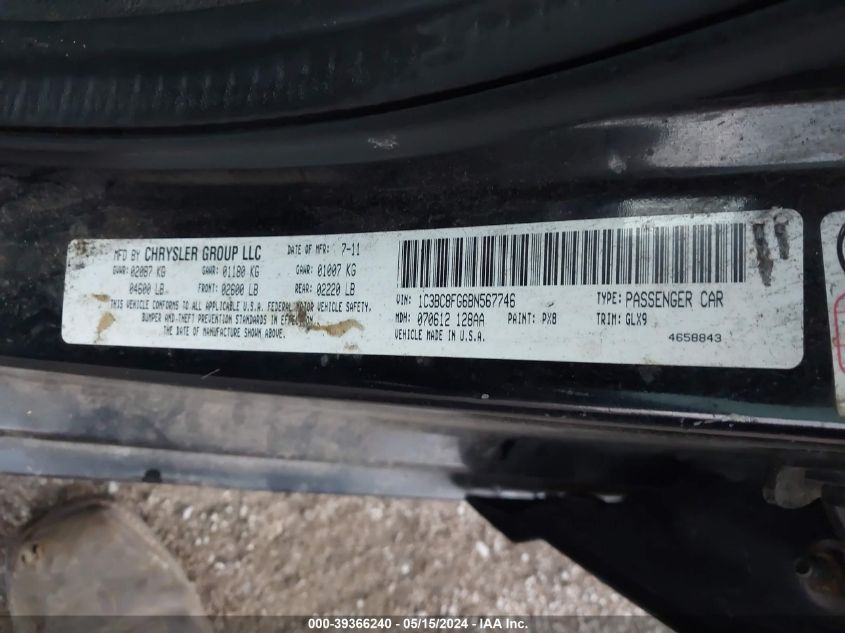 MFD BY CHRYSLER GROUP LLC DATE OF MFR: 7-11
GVWR: 02087 KG GAWR: 01180 KG GAWR: 01007 KG
04600 LB FRONT: 02600 LB REAR: 02220 LB
THIS VEHICLE CONFORMS TO ALL APPLICABLE U.S.A. FEDERAL MOTOR VEHICLE SAFETY,
BUMPER AND THEFT PREVENTION STANDARDS IN EFFECT ON
THE DATE OF MANUFACTURE SHOWN ABOVE.
VIN: 1C3BC8FG6BN567746 TYPE: PASSENGER CAR
MDH: 070612 128AA PAINT: PX8 TRIM: GLX9
VEHICLE MADE IN U.S.A. 4658843
000-39366240 - 05/15/2024 - IAA Inc.